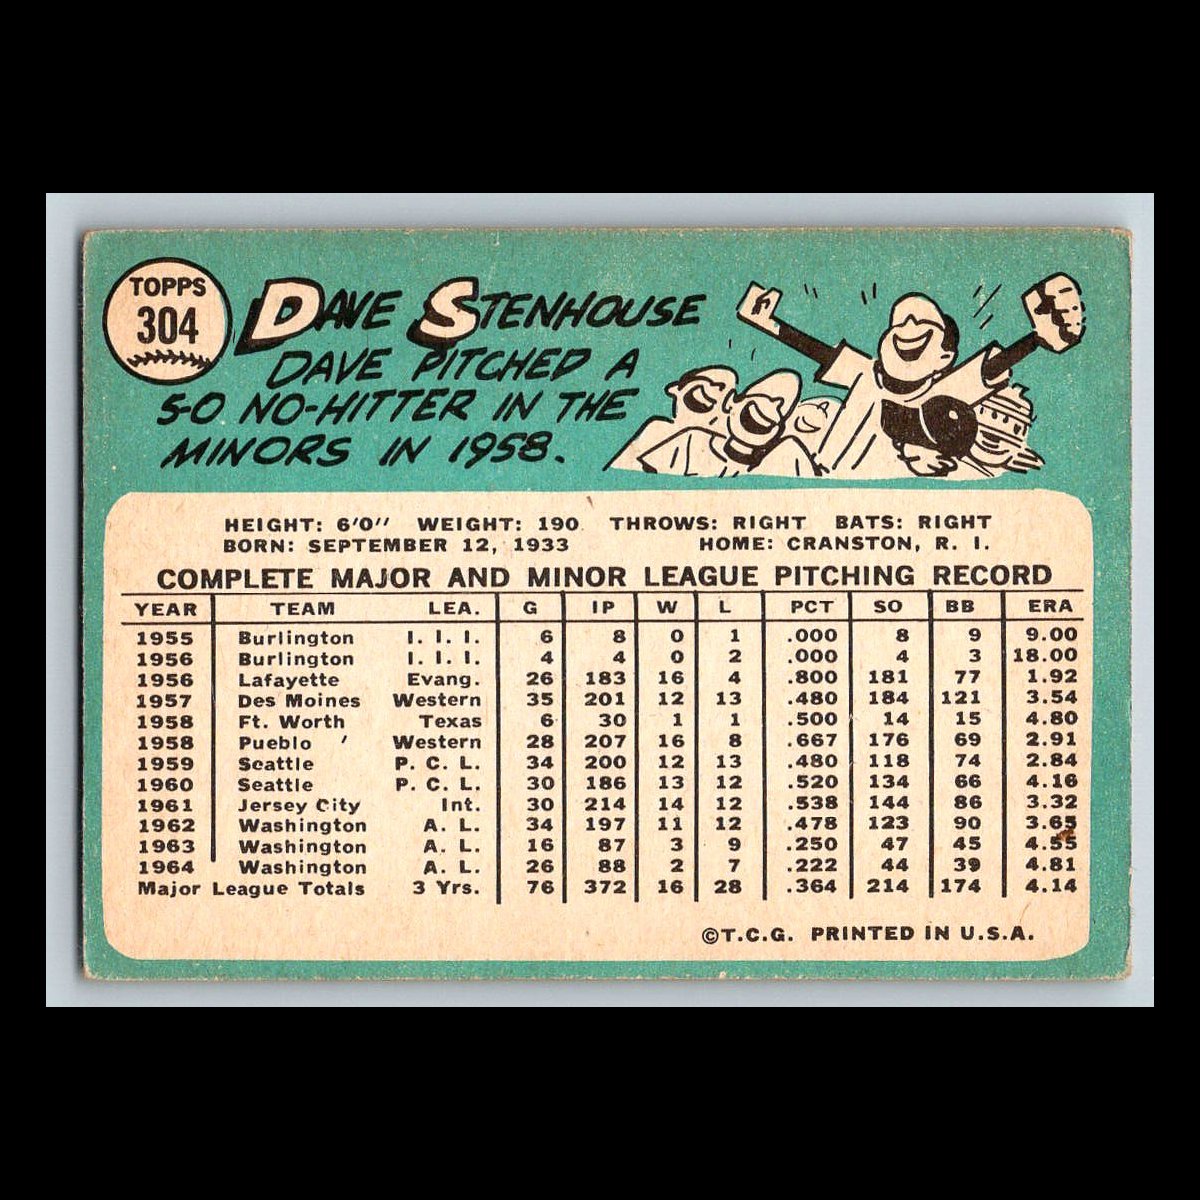 TOPPS
304
DAVE STENHOUSE
DAVE PITCHED A
5-0 NO-HITTER IN THE
MINORS IN 1958.
HEIGHT: 6'0" WEIGHT: 190 THROWS: RIGHT BATS: RIGHT
BORN: SEPTEMBER 12, 1933 HOME: CRANSTON, R. I.
COMPLETE MAJOR AND MINOR LEAGUE PITCHING RECORD
YEAR TEAM LEA. G IP W L PCT SO BB ERA
1955 Burlington I. I. I. 6 8 0 1 .000 8 9 9.00
1956 Burlington I. I. I. 4 4 0 2 .000 4 3 18.00
1956 Lafayette Evang. 26 183 16 4 .800 181 77 1.92
1957 Des Moines Western 35 201 12 13 .480 184 121 3.54
1958 Ft. Worth Texas 6 30 1 1 .500 14 15 4.80
1958 Pueblo Western 28 207 16 8 .667 176 69 2.91
1959 Seattle P. C. L. 34 200 12 13 .480 118 74 2.84
1960 Seattle P. C. L. 30 186 13 12 .520 134 66 4.16
1961 Jersey City Int. 30 214 14 12 .538 144 86 3.32
1962 Washington A. L. 34 197 11 12 .478 123 90 3.65
1963 Washington A. L. 16 87 3 9 .250 47 45 4.55
1964 Washington A. L. 26 88 2 7 .222 44 39 4.81
Major League Totals 3 Yrs. 76 372 16 28 .364 214 174 4.14
©T.C.G. PRINTED IN U.S.A.